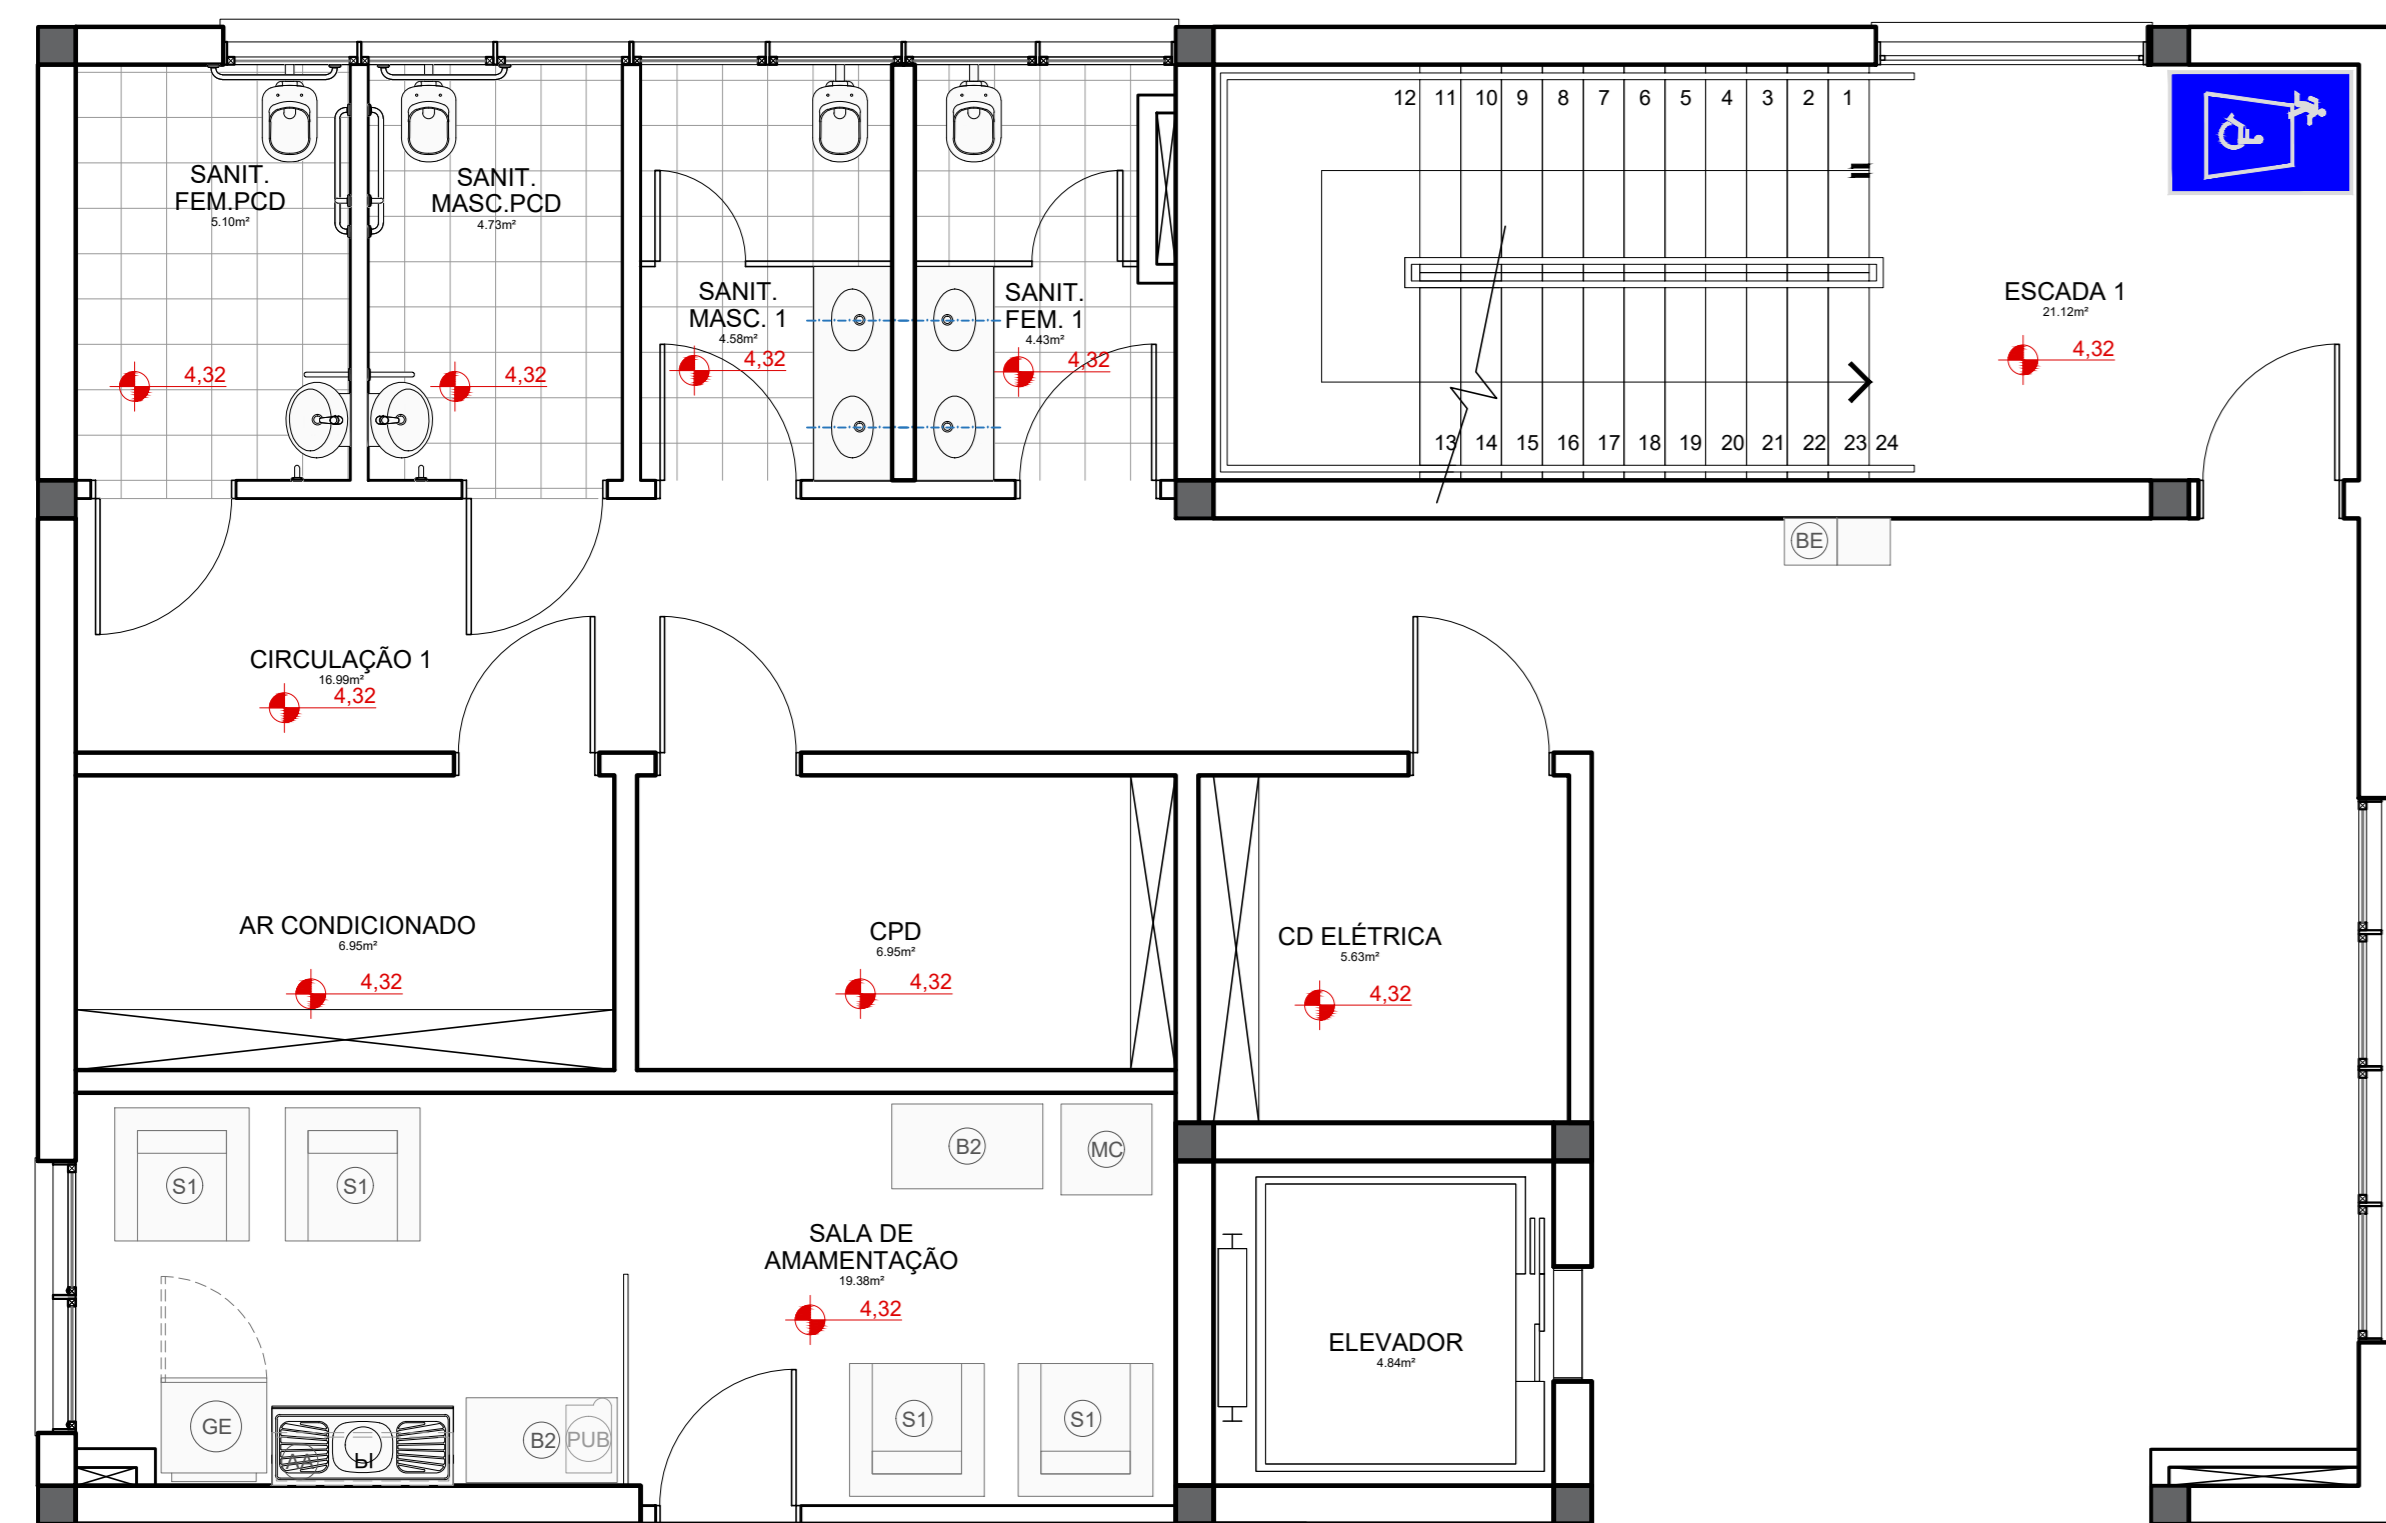 12 11 10 9 8 7 6 5 4 3 2 1
SANIT.
FEM.PCD
5.10m²
4,32
SANIT.
MASC.PCD
4.73m²
4,32
SANIT.
MASC. 1
4.58m²
4,32
SANIT.
FEM. 1
4.43m²
4,32
ESCADA 1
21.12m²
4,32
13 14 15 16 17 18 19 20 21 22 23 24
BE
CIRCULAÇÃO 1
16.99m²
4,32
AR CONDICIONADO
6.95m²
4,32
CPD
6.95m²
4,32
CD ELÉTRICA
5.63m²
4,32
S1
S1
B2
MC
SALA DE
AMAMENTAÇÃO
19.38m²
4,32
ELEVADOR
4.84m²
GE
AA
B2
PUB
S1
S1